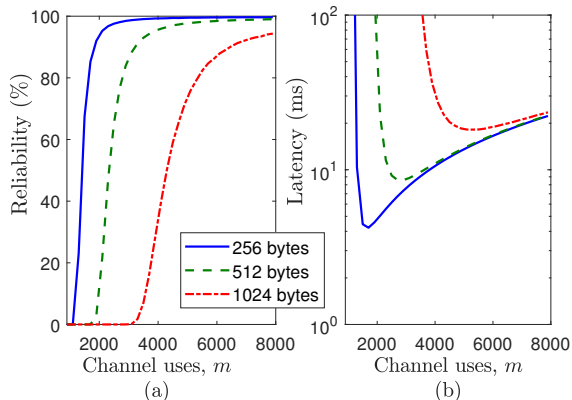 100
80
60
40
20
0
Reliability (%)
2000 4000 6000 8000
Channel uses, m
(a)
256 bytes
512 bytes
1024 bytes
10²
10¹
10⁰
Latency (ms)
2000 4000 6000 8000
Channel uses, m
(b)